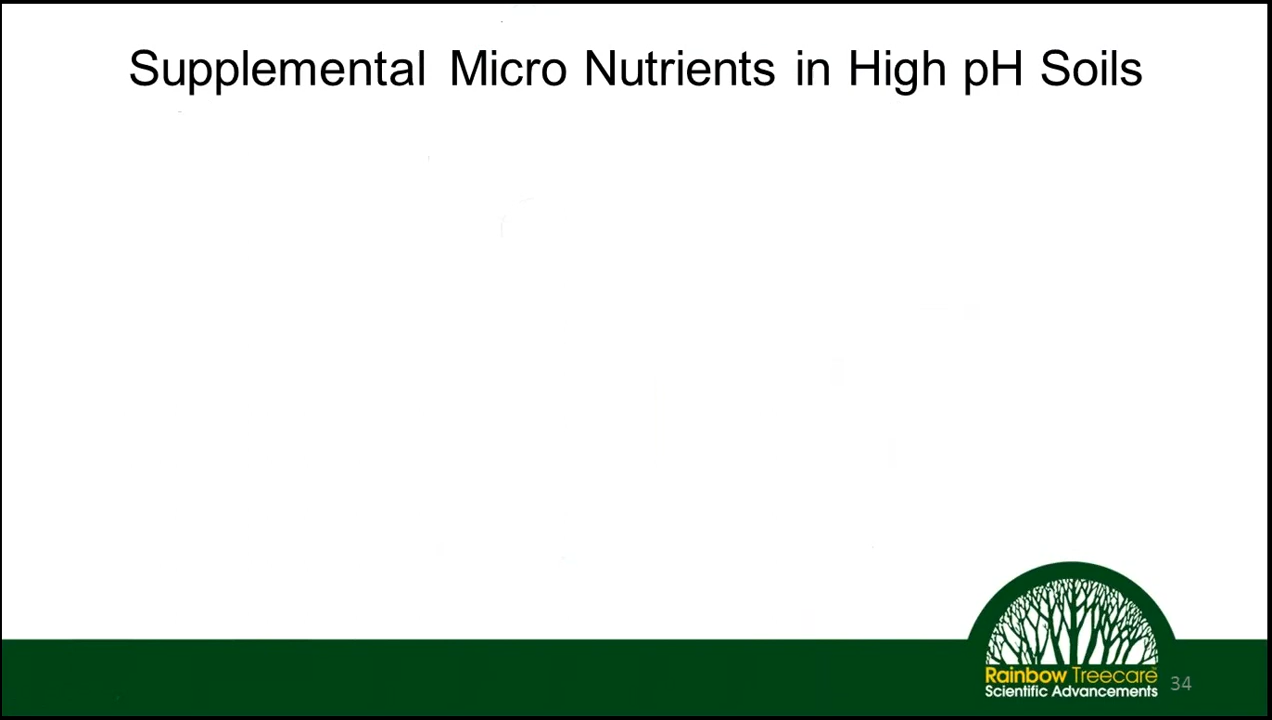 Supplemental Micro Nutrients in High pH Soils
Rainbow Treecare
Scientific Advancements
34